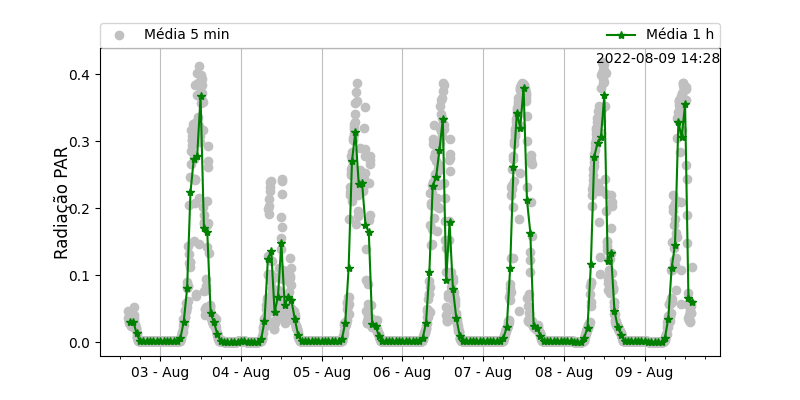 Média 5 min
Média 1 h
2022-08-09 14:28
Radiação PAR
0.4
0.3
0.2
0.1
0.0
03 - Aug
04 - Aug
05 - Aug
06 - Aug
07 - Aug
08 - Aug
09 - Aug